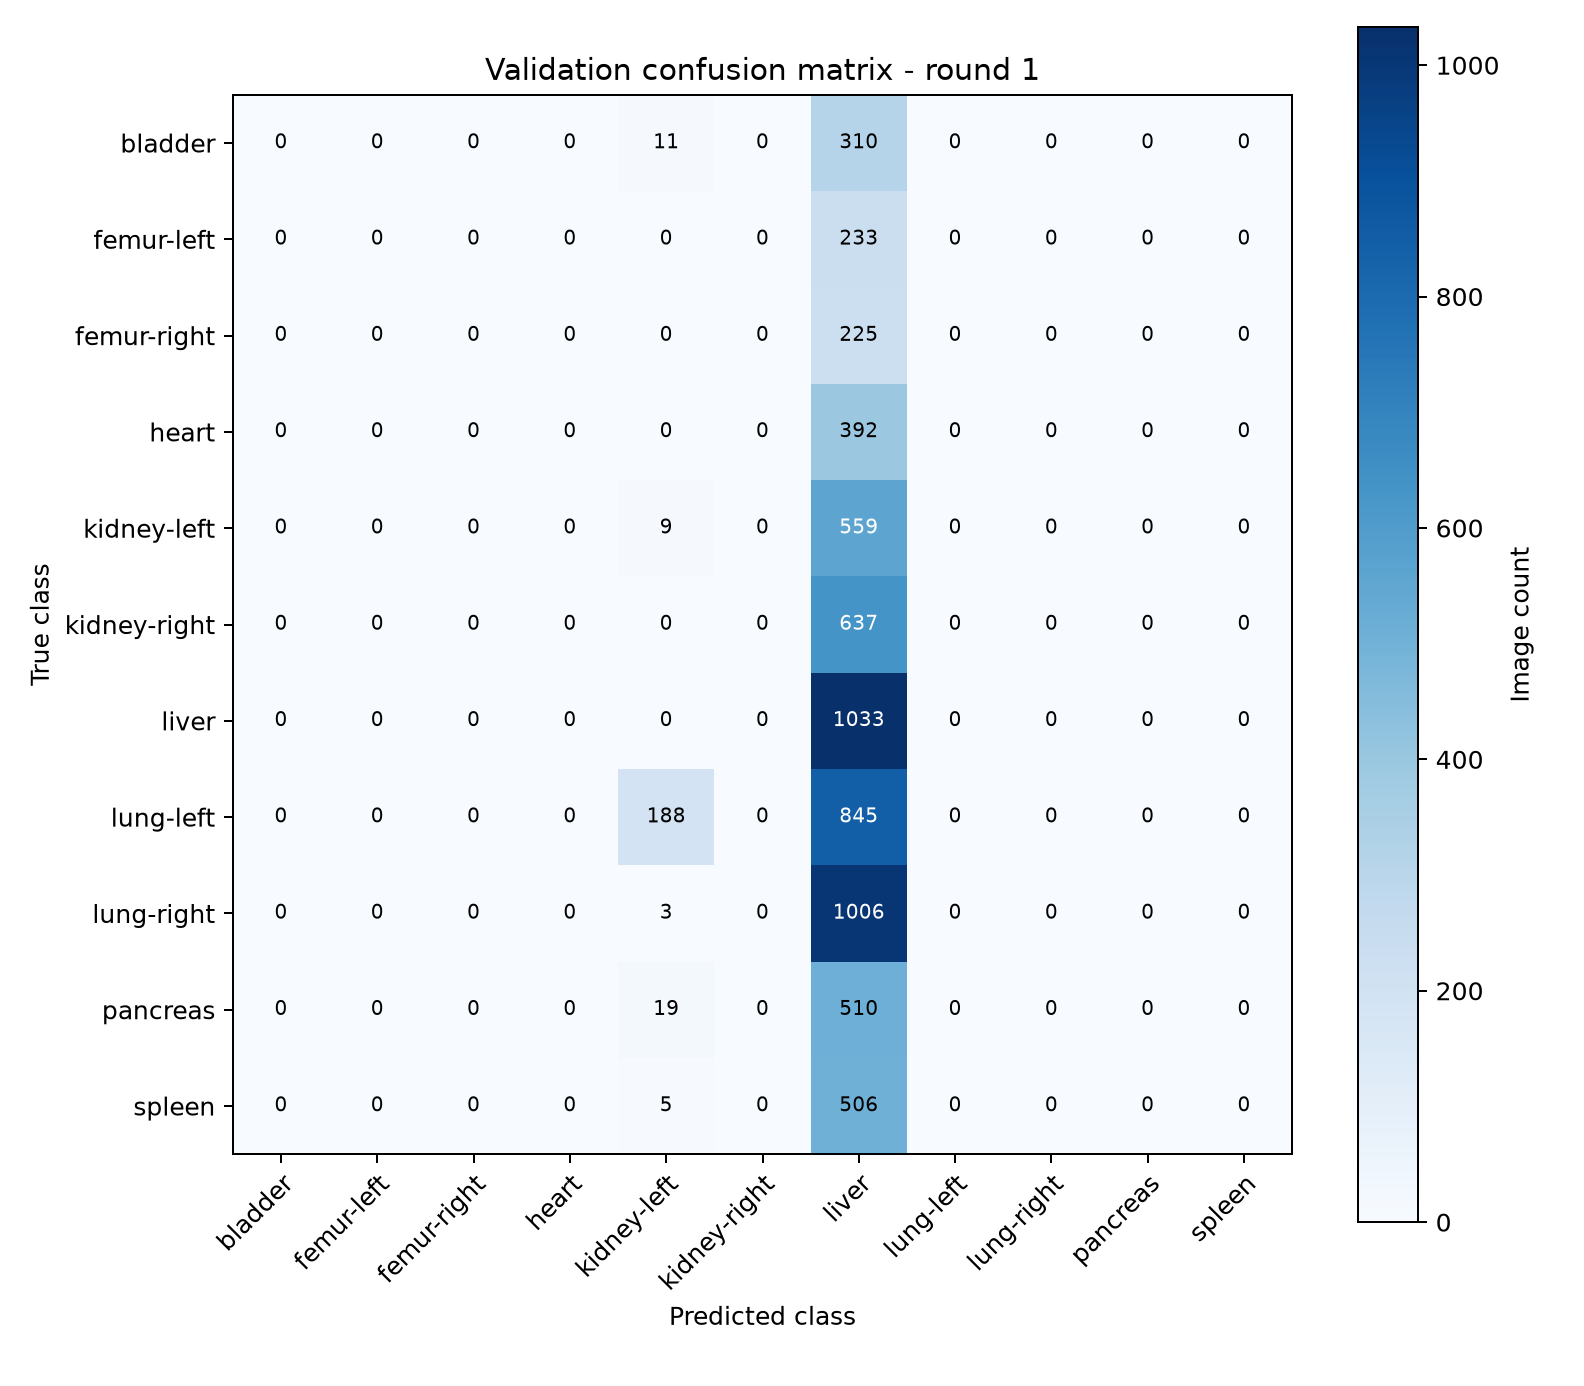 Validation confusion matrix - round 1
True class
bladder 0 0 0 0 11 0 310 0 0 0 0
femur-left 0 0 0 0 0 0 233 0 0 0 0
femur-right 0 0 0 0 0 0 225 0 0 0 0
heart 0 0 0 0 0 0 392 0 0 0 0
kidney-left 0 0 0 0 9 0 559 0 0 0 0
kidney-right 0 0 0 0 0 0 637 0 0 0 0
liver 0 0 0 0 0 0 1033 0 0 0 0
lung-left 0 0 0 0 188 0 845 0 0 0 0
lung-right 0 0 0 0 3 0 1006 0 0 0 0
pancreas 0 0 0 0 19 0 510 0 0 0 0
spleen 0 0 0 0 5 0 506 0 0 0 0
bladder femur-left femur-right heart kidney-left kidney-right liver lung-left lung-right pancreas spleen
Predicted class
1000
800
600
400
200
0
Image count